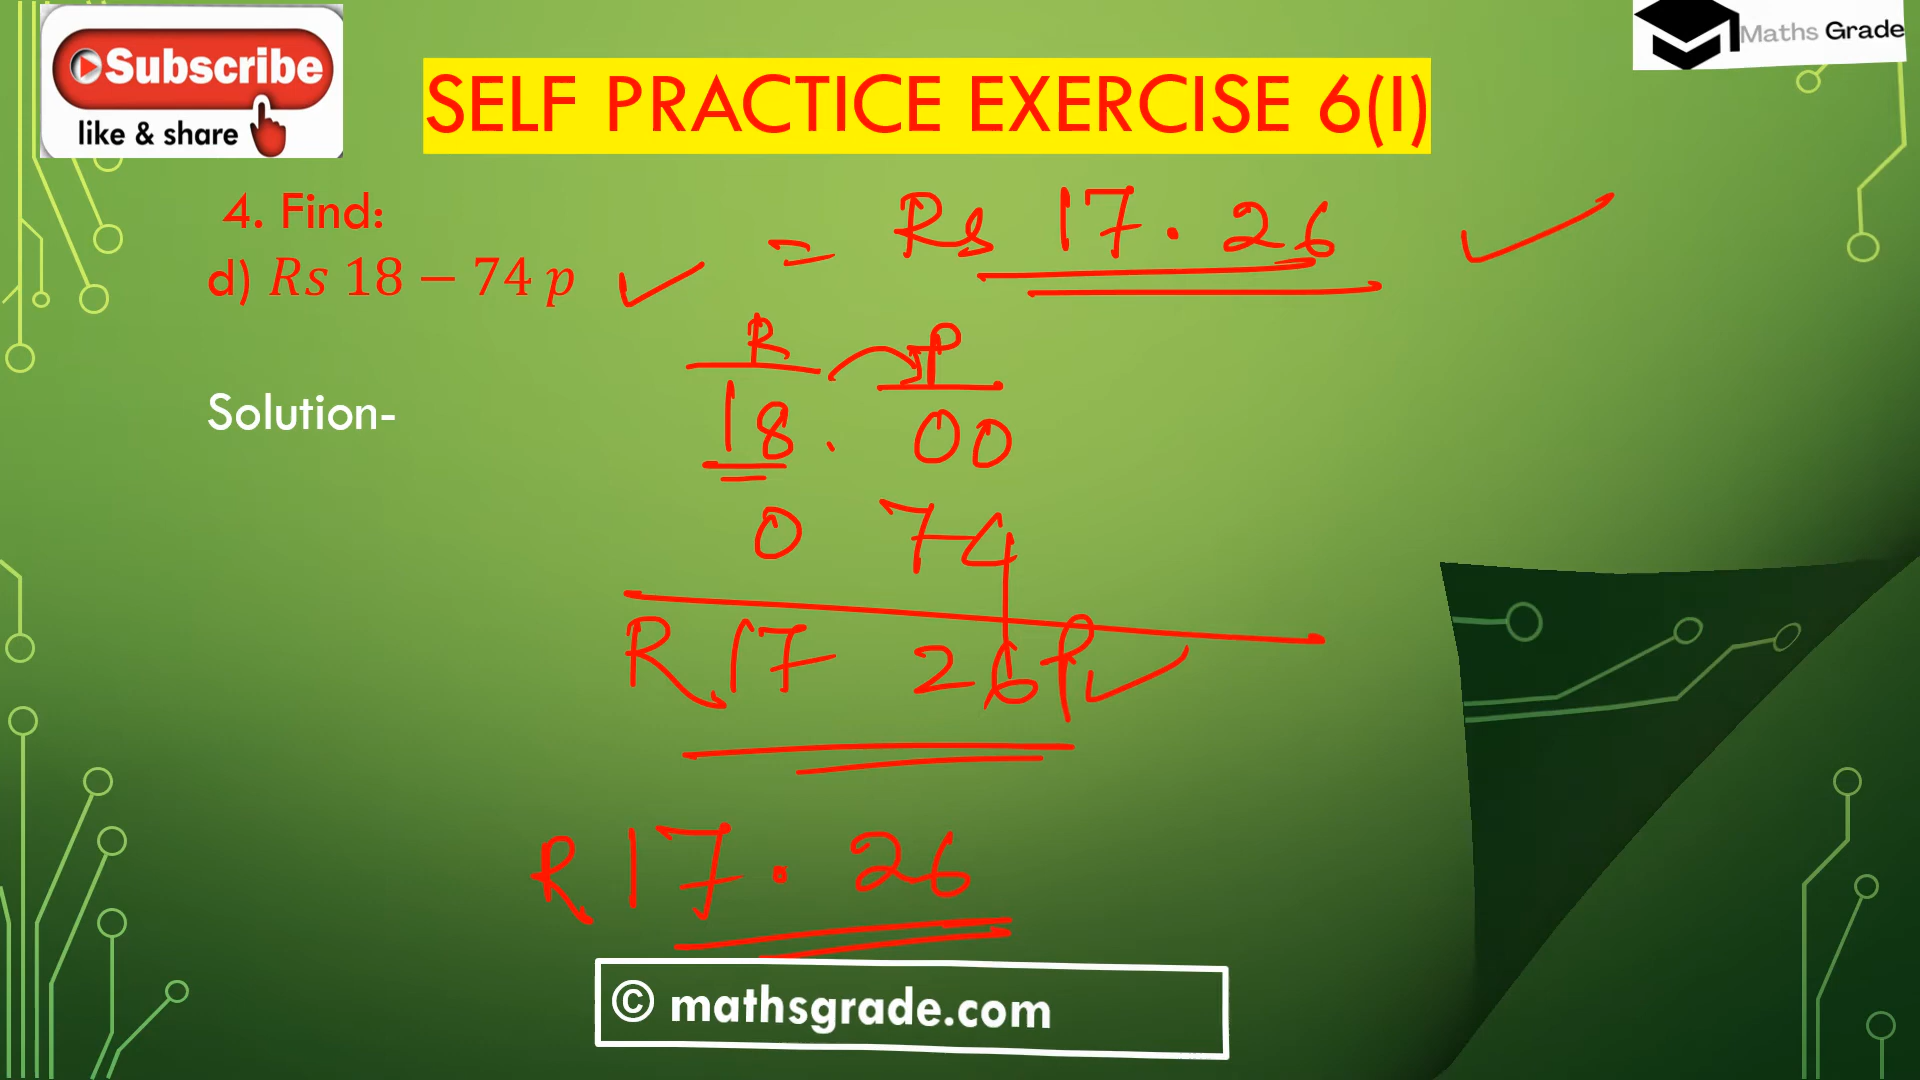 Subscribe
like & share
Maths Grade
SELF PRACTICE EXERCISE 6(I)
4. Find:
d) Rs 18 − 74 p
= Rs 17.26
R P
Solution-
18. 00
0 74
R 17 26 P
R 17.26
© mathsgrade.com